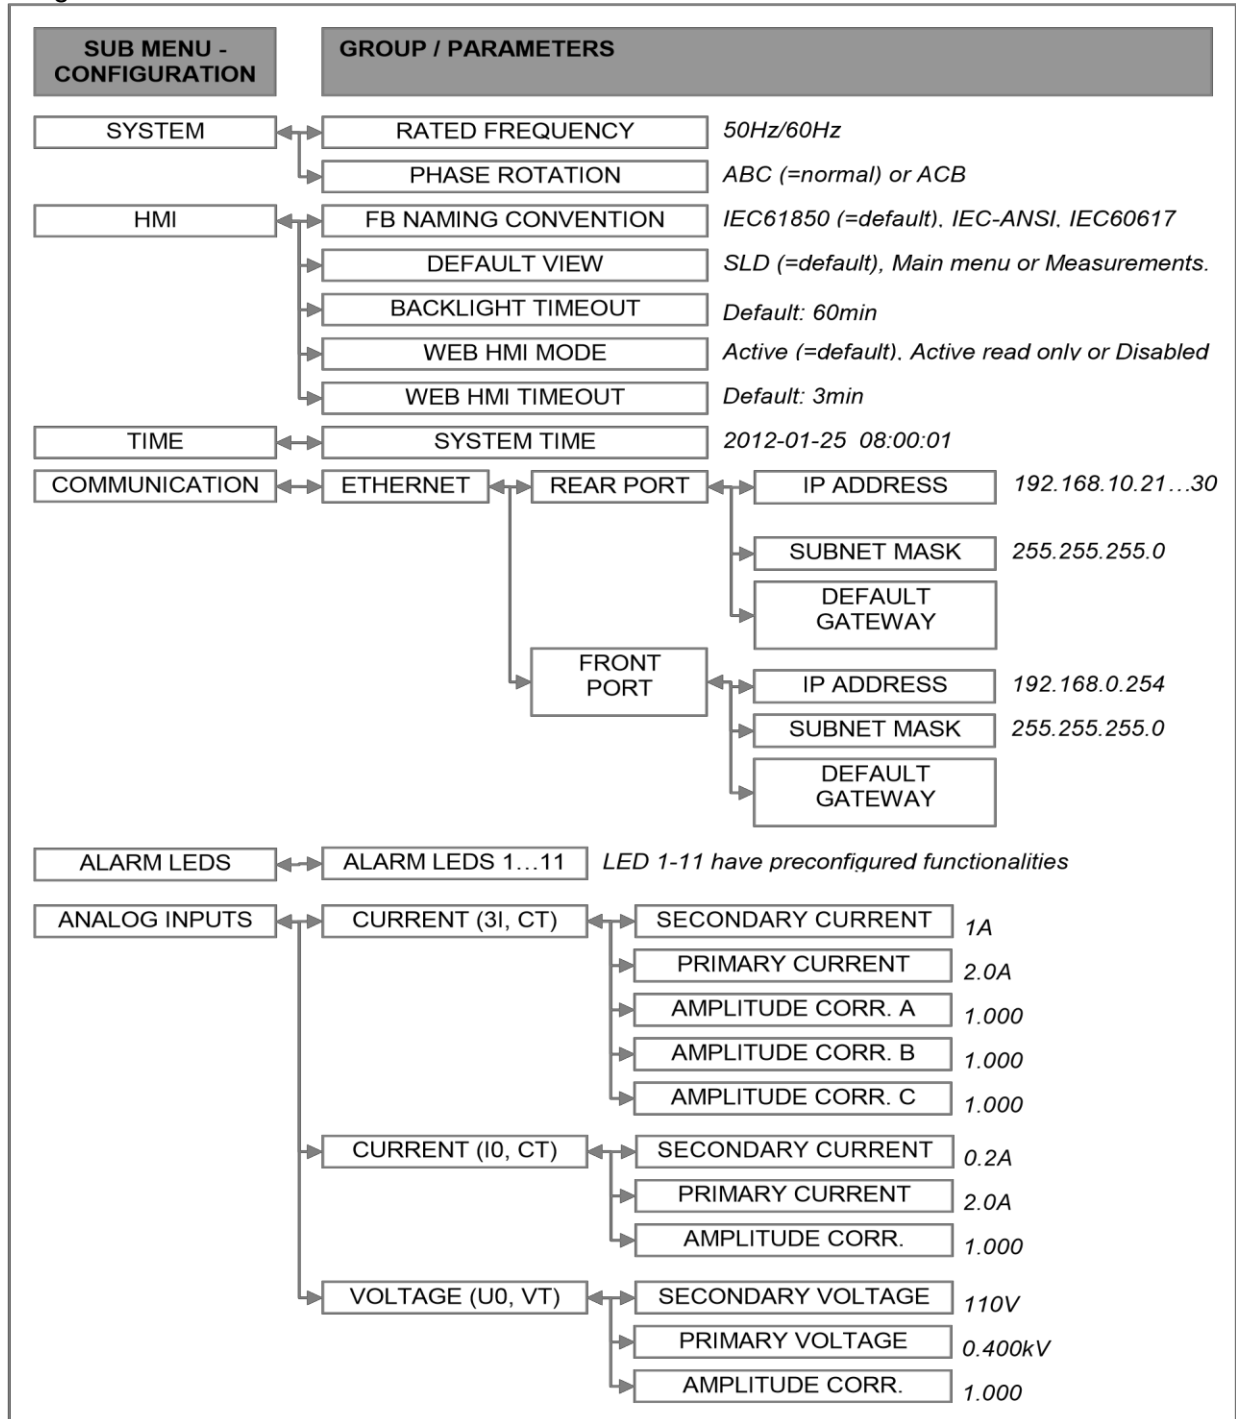 SUB MENU -
CONFIGURATION
GROUP / PARAMETERS
SYSTEM
RATED FREQUENCY
50Hz/60Hz
PHASE ROTATION
ABC (=normal) or ACB
HMI
FB NAMING CONVENTION
IEC61850 (=default), IEC-ANSI, IEC60617
DEFAULT VIEW
SLD (=default), Main menu or Measurements.
BACKLIGHT TIMEOUT
Default: 60min
WEB HMI MODE
Active (=default), Active read only or Disabled
WEB HMI TIMEOUT
Default: 3min
TIME
SYSTEM TIME
2012-01-25 08:00:01
COMMUNICATION
ETHERNET
REAR PORT
IP ADDRESS
192.168.10.21...30
SUBNET MASK
255.255.255.0
DEFAULT
GATEWAY
FRONT
PORT
IP ADDRESS
192.168.0.254
SUBNET MASK
255.255.255.0
DEFAULT
GATEWAY
ALARM LEDS
ALARM LEDS 1...11
LED 1-11 have preconfigured functionalities
ANALOG INPUTS
CURRENT (3I, CT)
SECONDARY CURRENT
1A
PRIMARY CURRENT
2.0A
AMPLITUDE CORR. A
1.000
AMPLITUDE CORR. B
1.000
AMPLITUDE CORR. C
1.000
CURRENT (I0, CT)
SECONDARY CURRENT
0.2A
PRIMARY CURRENT
2.0A
AMPLITUDE CORR.
1.000
VOLTAGE (U0, VT)
SECONDARY VOLTAGE
110V
PRIMARY VOLTAGE
0.400kV
AMPLITUDE CORR.
1.000